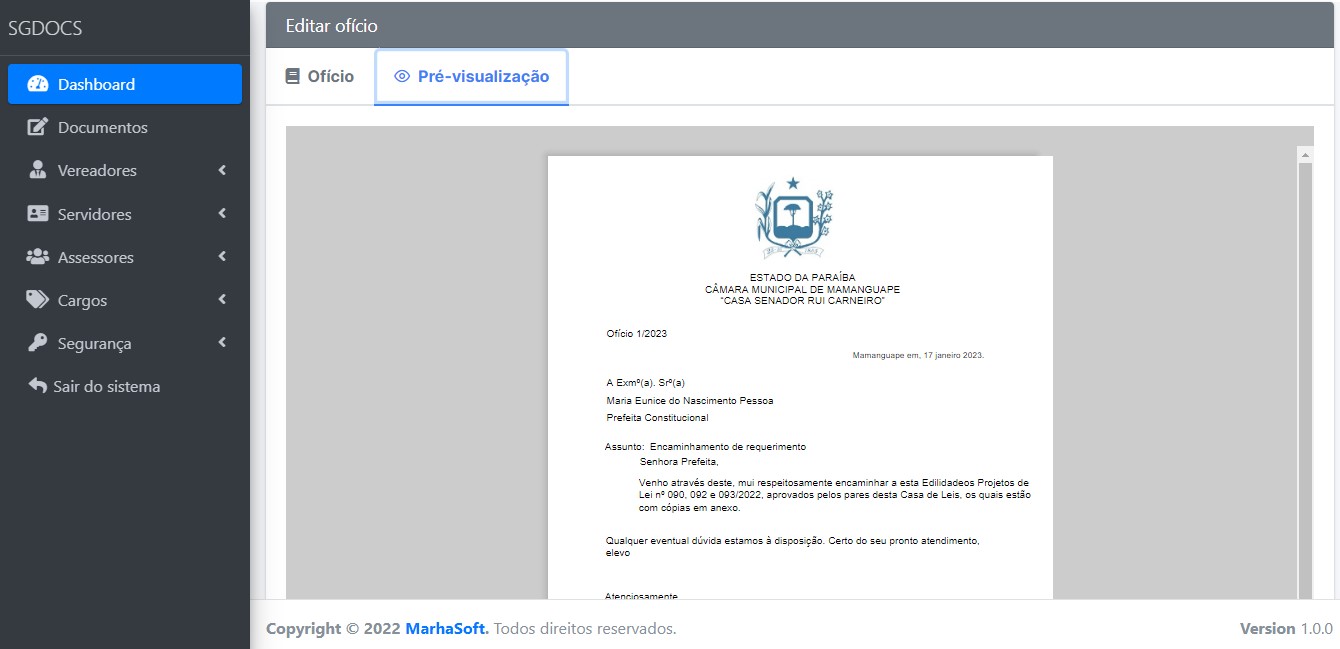 SGDOCS
Dashboard
Documentos
Vereadores
Servidores
Assessores
Cargos
Segurança
Sair do sistema
Editar ofício
Ofício
Pré-visualização
ESTADO DA PARAÍBA
CÂMARA MUNICIPAL DE MAMANGUAPE
"CASA SENADOR RUI CARNEIRO"
Ofício 1/2023
Mamanguape em, 17 janeiro 2023.
A Exmº(a). Srº(a)
Maria Eunice do Nascimento Pessoa
Prefeita Constitucional
Assunto: Encaminhamento de requerimento
Senhora Prefeita,
Venho através deste, mui respeitosamente encaminhar a esta Edilidadeos Projetos de
Lei nº 090, 092 e 093/2022, aprovados pelos pares desta Casa de Leis, os quais estão
com cópias em anexo.
Qualquer eventual dúvida estamos à disposição. Certo do seu pronto atendimento,
elevo
Atenciosamente
Copyright © 2022 MarhaSoft. Todos direitos reservados.
Version 1.0.0